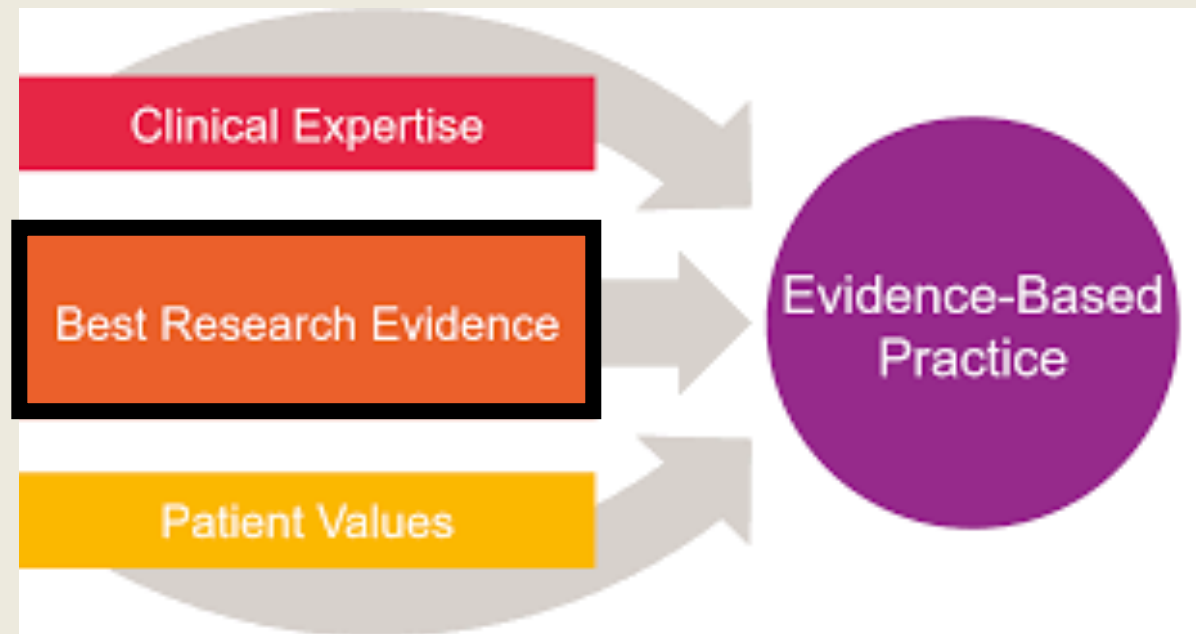 Clinical Expertise
Best Research Evidence
Patient Values
Evidence-Based
Practice